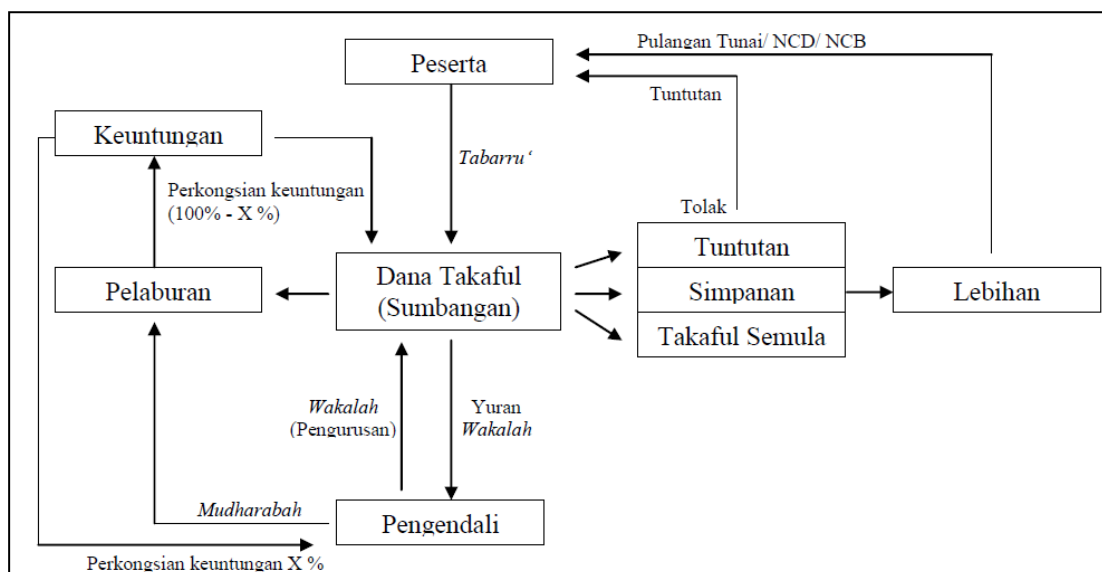 Pulangan Tunai/ NCD/ NCB
Peserta
Tuntutan
Keuntungan
Tabarru‘
Perkongsian keuntungan
(100% - X %)
Tolak
Tuntutan
Dana Takaful
(Sumbangan)
Pelaburan
Simpanan
Lebihan
Takaful Semula
Wakalah
(Pengurusan)
Yuran
Wakalah
Mudharabah
Pengendali
Perkongsian keuntungan X %